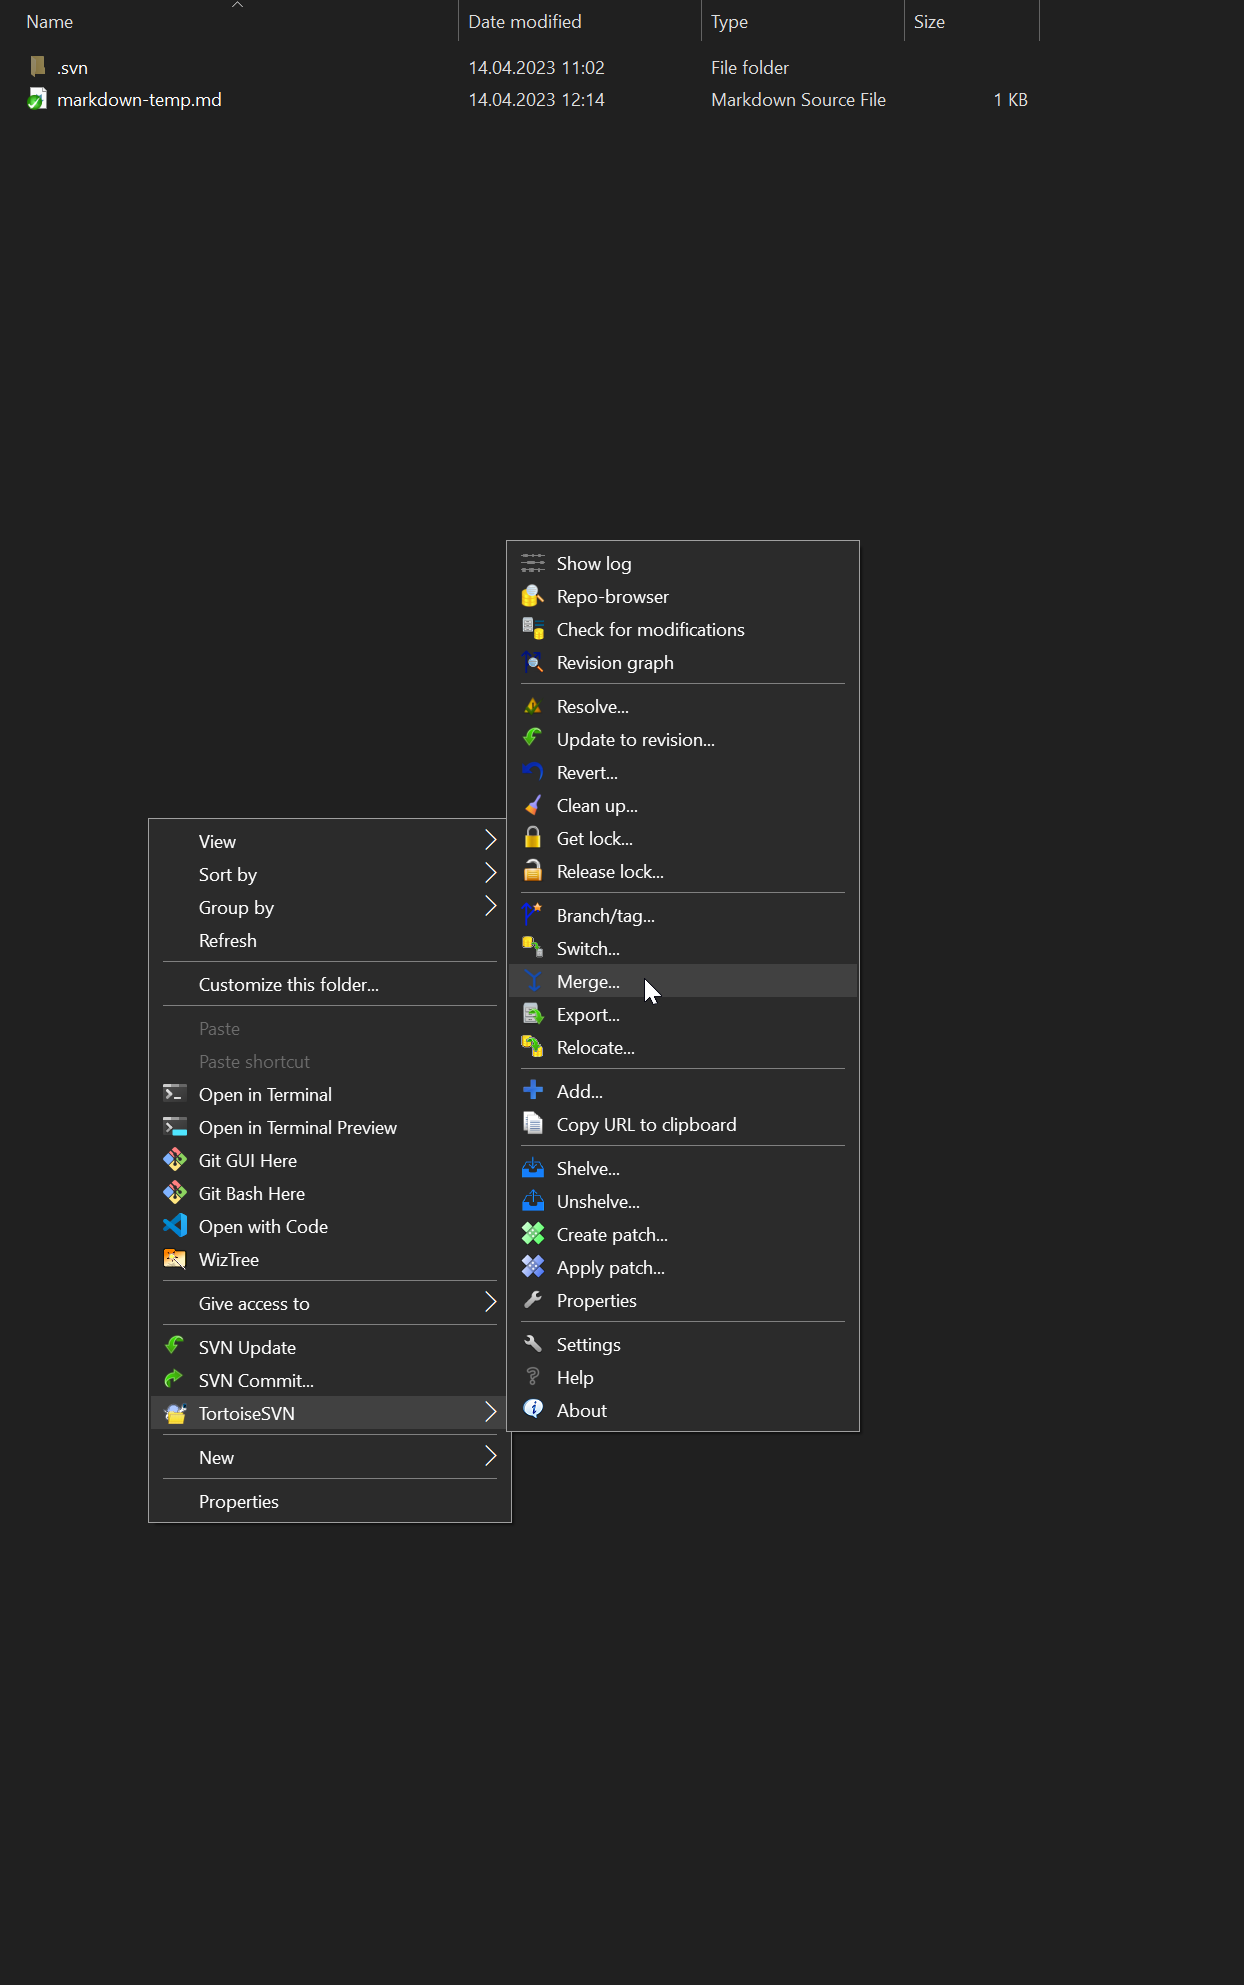 Name Date modified Type Size
.svn 14.04.2023 11:02 File folder
markdown-temp.md 14.04.2023 12:14 Markdown Source File 1 KB
View
Sort by
Group by
Refresh
Customize this folder...
Paste
Paste shortcut
Open in Terminal
Open in Terminal Preview
Git GUI Here
Git Bash Here
Open with Code
WizTree
Give access to
SVN Update
SVN Commit...
TortoiseSVN
New
Properties
Show log
Repo-browser
Check for modifications
Revision graph
Resolve...
Update to revision...
Revert...
Clean up...
Get lock...
Release lock...
Branch/tag...
Switch...
Merge...
Export...
Relocate...
Add...
Copy URL to clipboard
Shelve...
Unshelve...
Create patch...
Apply patch...
Properties
Settings
Help
About